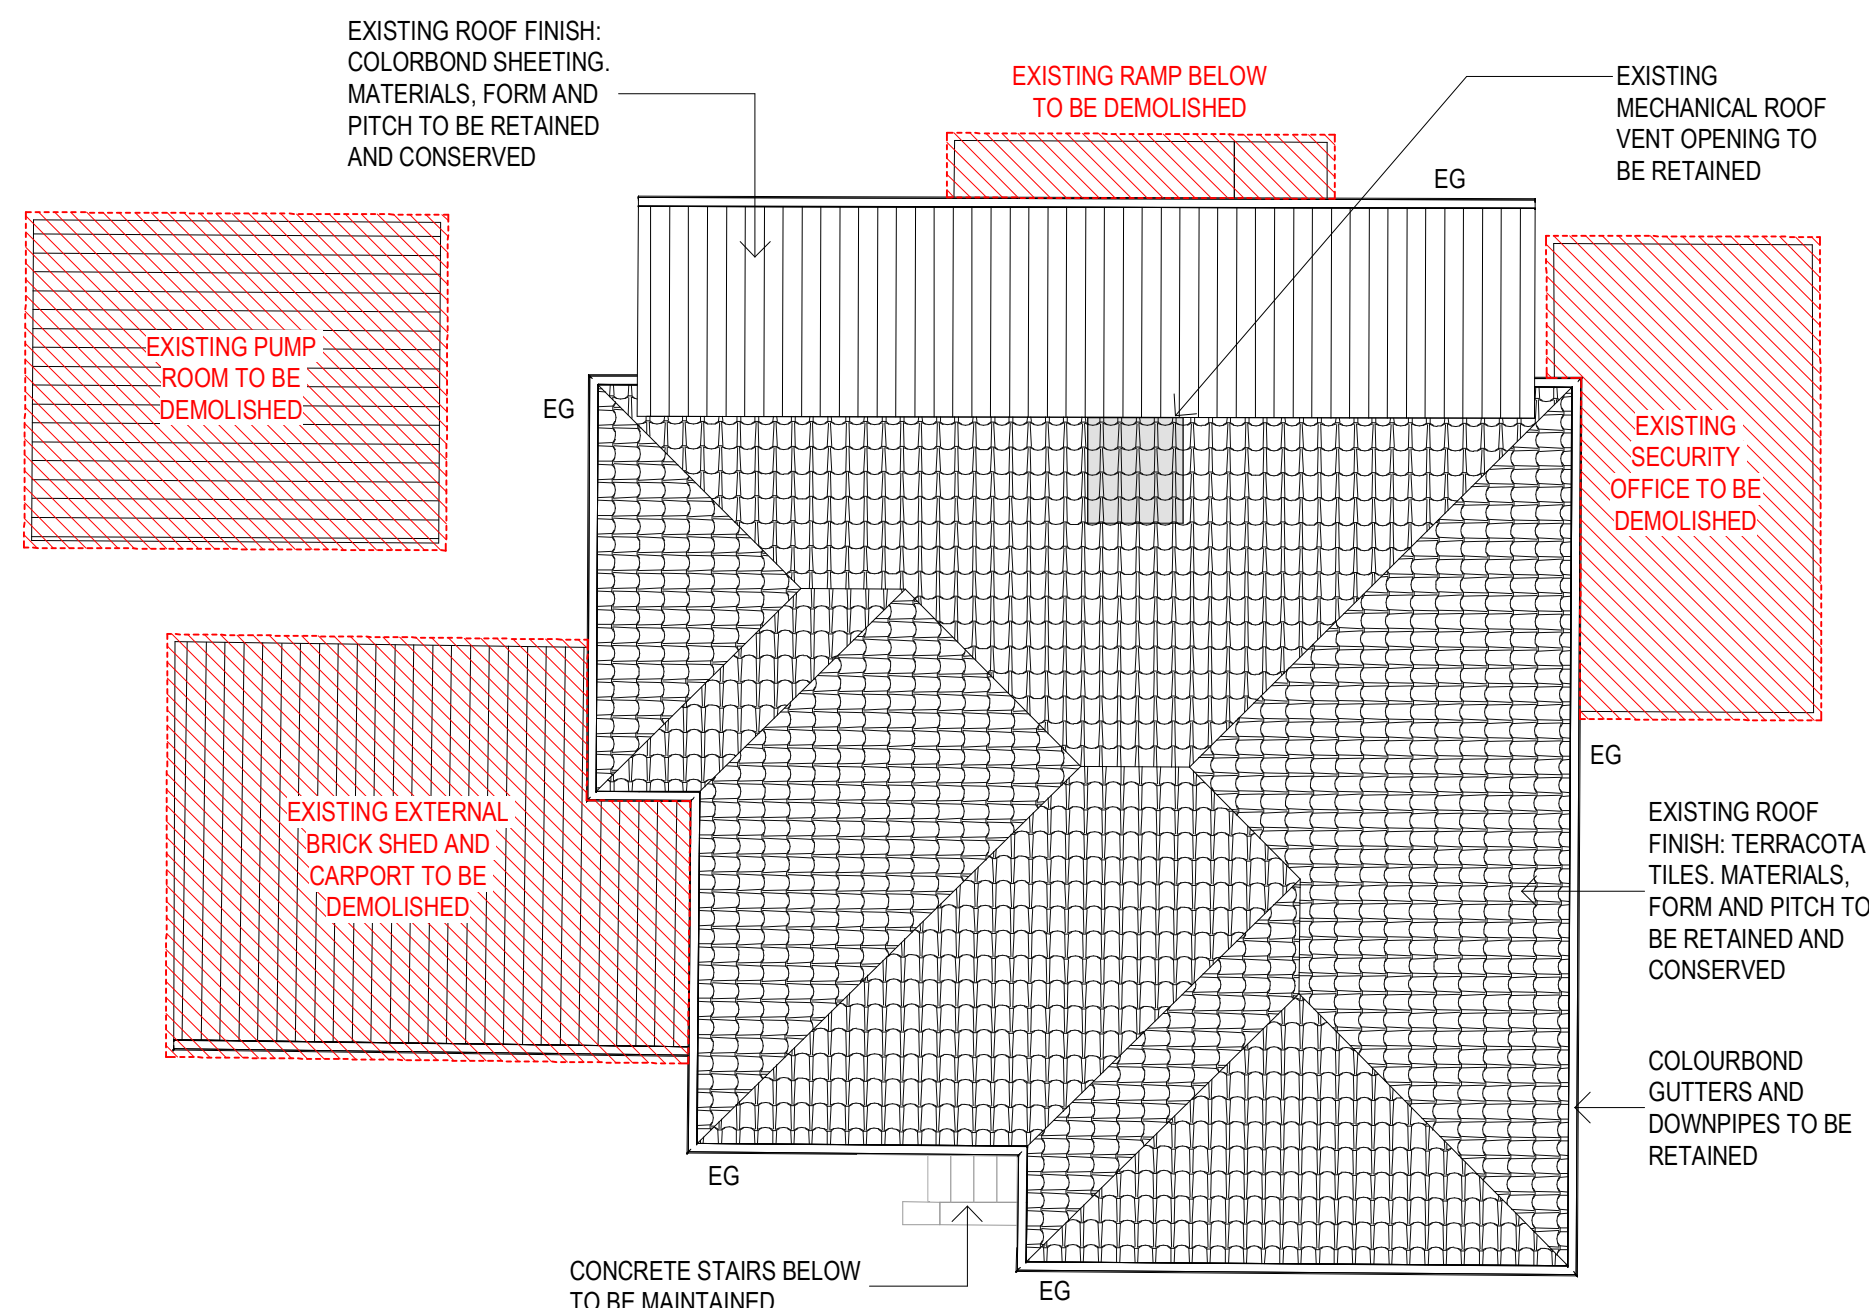 EXISTING ROOF FINISH:
COLORBOND SHEETING.
MATERIALS, FORM AND
PITCH TO BE RETAINED
AND CONSERVED
EXISTING RAMP BELOW
TO BE DEMOLISHED
EXISTING
MECHANICAL ROOF
VENT OPENING TO
BE RETAINED
EG
EXISTING PUMP
ROOM TO BE
DEMOLISHED
EG
EXISTING
SECURITY
OFFICE TO BE
DEMOLISHED
EG
EXISTING EXTERNAL
BRICK SHED AND
CARPORT TO BE
DEMOLISHED
EXISTING ROOF
FINISH: TERRACOTA
TILES. MATERIALS,
FORM AND PITCH TO
BE RETAINED AND
CONSERVED
COLOURBOND
GUTTERS AND
DOWNPIPES TO BE
RETAINED
EG
CONCRETE STAIRS BELOW
TO BE MAINTAINED
EG